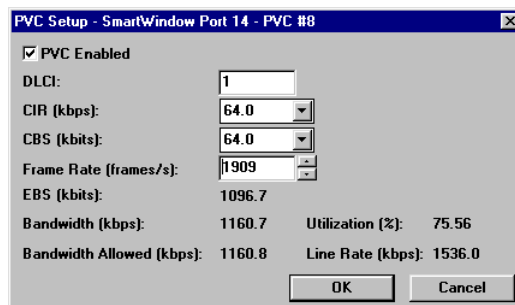 PVC Setup - SmartWindow Port 14 - PVC #8
PVC Enabled
DLCI: 1
CIR (kbps): 64.0
CBS (kbits): 64.0
Frame Rate (frames/s): 1909
EBS (kbits): 1096.7
Bandwidth (kbps): 1160.7 Utilization (%): 75.56
Bandwidth Allowed (kbps): 1160.8 Line Rate (kbps): 1536.0
OK Cancel